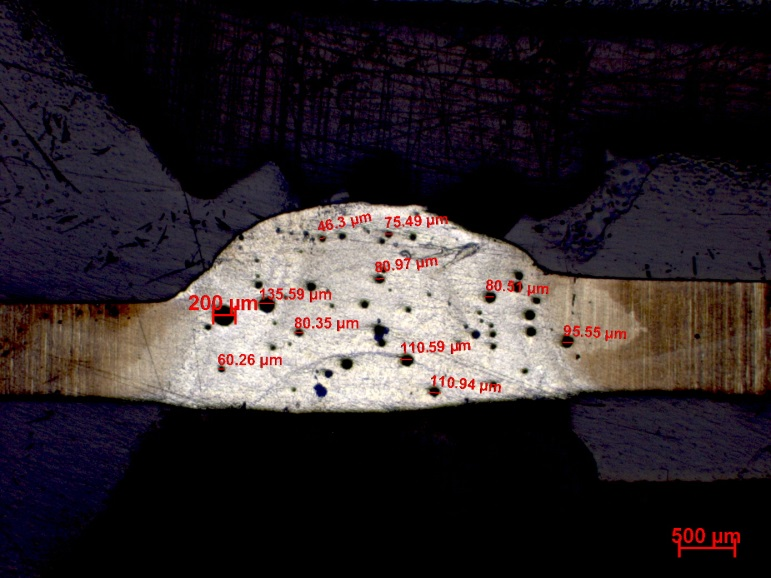 46.3 µm
75.49 µm
80.97 µm
80.51 µm
135.59 µm
200 µm
80.35 µm
95.55 µm
110.59 µm
60.26 µm
110.94 µm
500 µm